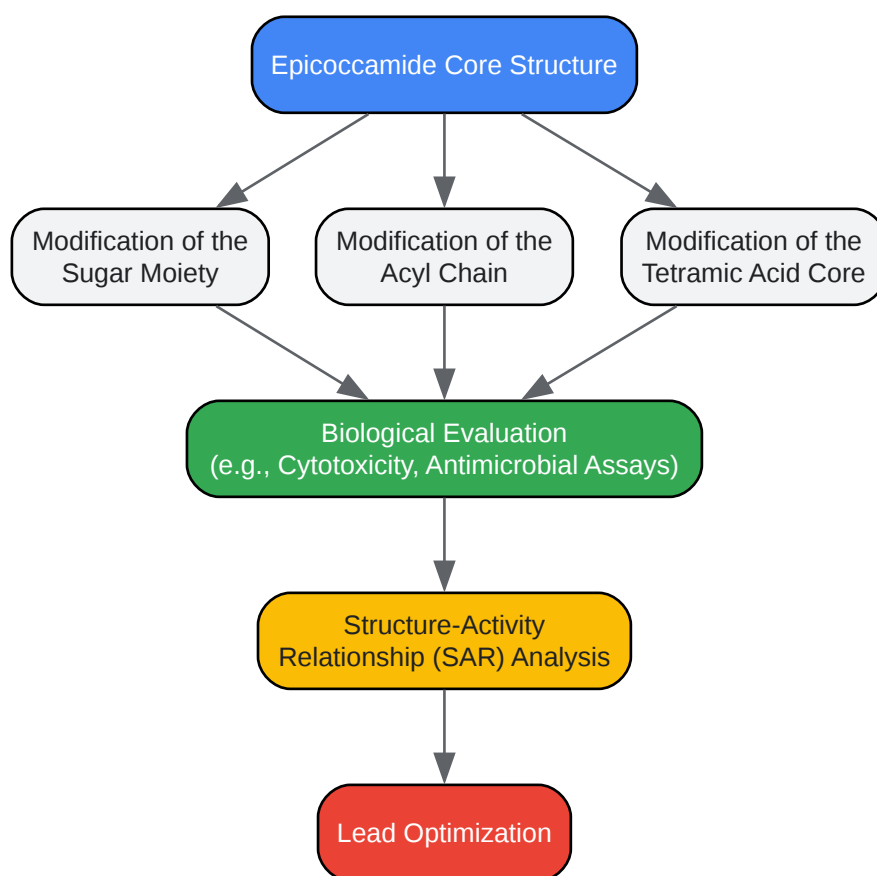 Epicoccamide Core Structure
Modification of the
Sugar Moiety
Modification of the
Acyl Chain
Modification of the
Tetramic Acid Core
Biological Evaluation
(e.g., Cytotoxicity, Antimicrobial Assays)
Structure-Activity
Relationship (SAR) Analysis
Lead Optimization